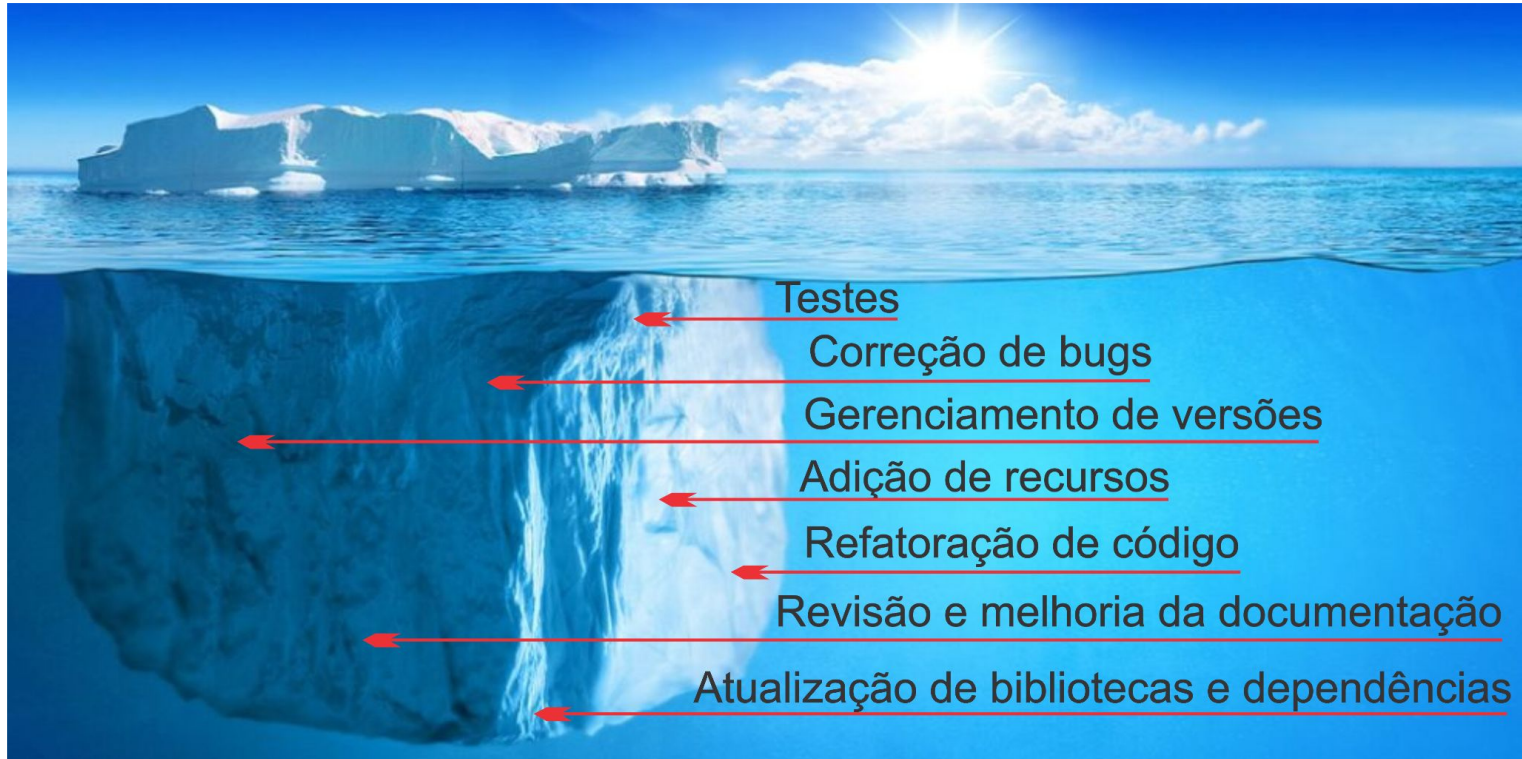 Testes
Correção de bugs
Gerenciamento de versões
Adição de recursos
Refatoração de código
Revisão e melhoria da documentação
Atualização de bibliotecas e dependências